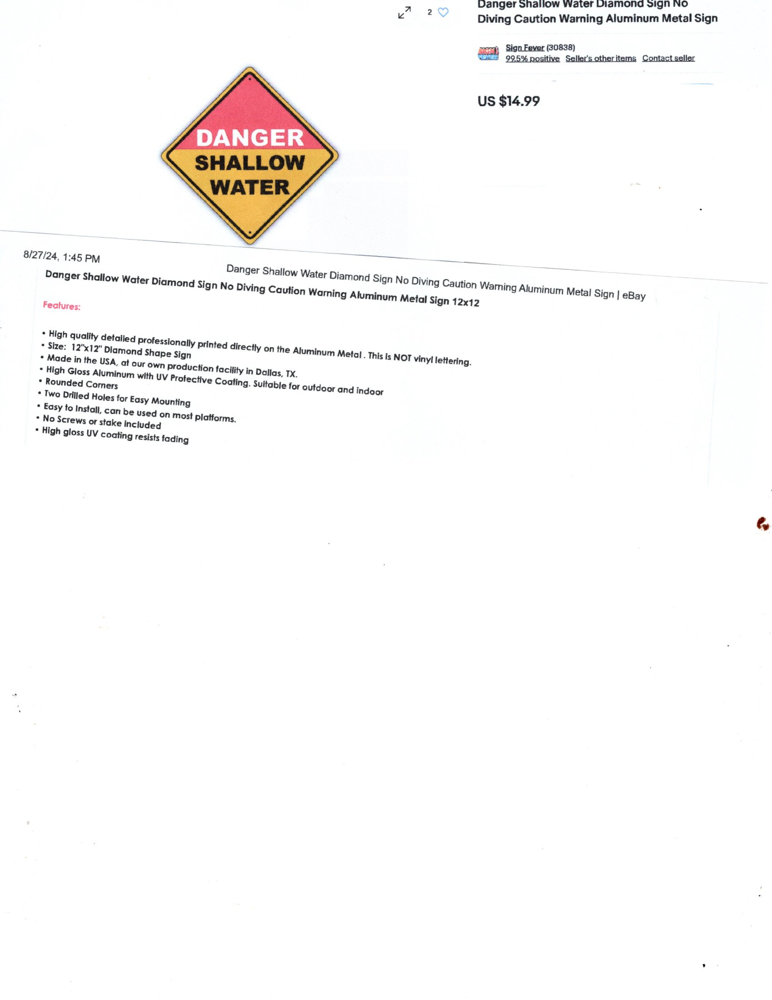 2
Danger Shallow Water Diamond Sign No
Diving Caution Warning Aluminum Metal Sign
SIGN
FEVER
Sign Fever (30838)
99.5% positive Seller's other items Contact seller
US $14.99
DANGER
SHALLOW
WATER
8/27/24, 1:45 PM
Danger Shallow Water Diamond Sign No Diving Caution Warning Aluminum Metal Sign | eBay
Danger Shallow Water Diamond Sign No Diving Caution Warning Aluminum Metal Sign 12x12
Features:
• High quality detailed professionally printed directly on the Aluminum Metal . This is NOT vinyl lettering.
• Size: 12"x12" Diamond Shape Sign
• Made in the USA, at our own production facility in Dallas, TX.
• High Gloss Aluminum with UV Protective Coating. Suitable for outdoor and indoor
• Rounded Corners
• Two Drilled Holes for Easy Mounting
• Easy to Install, can be used on most platforms.
• No Screws or stake included
• High gloss UV coating resists fading